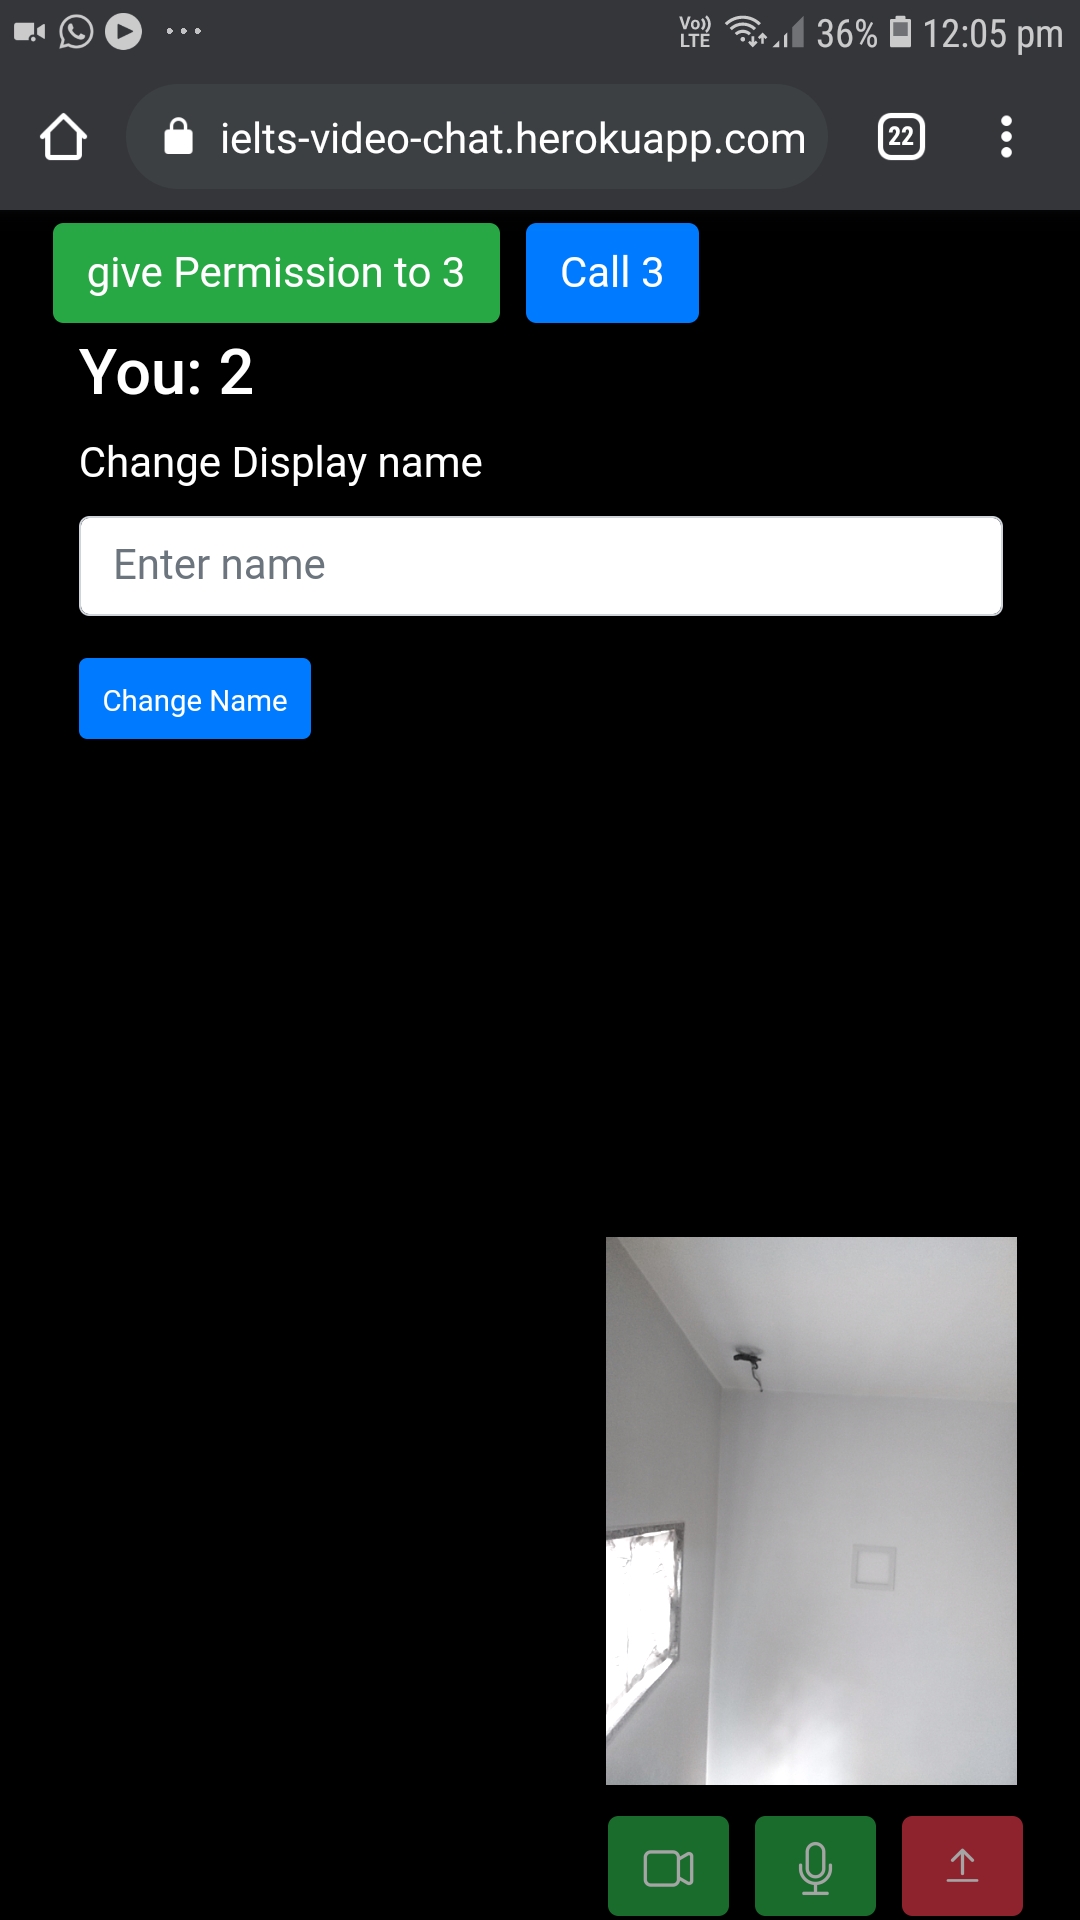 Vo)) LTE 36% 12:05 pm
ielts-video-chat.herokuapp.com 22
give Permission to 3 Call 3
You: 2
Change Display name
Enter name
Change Name